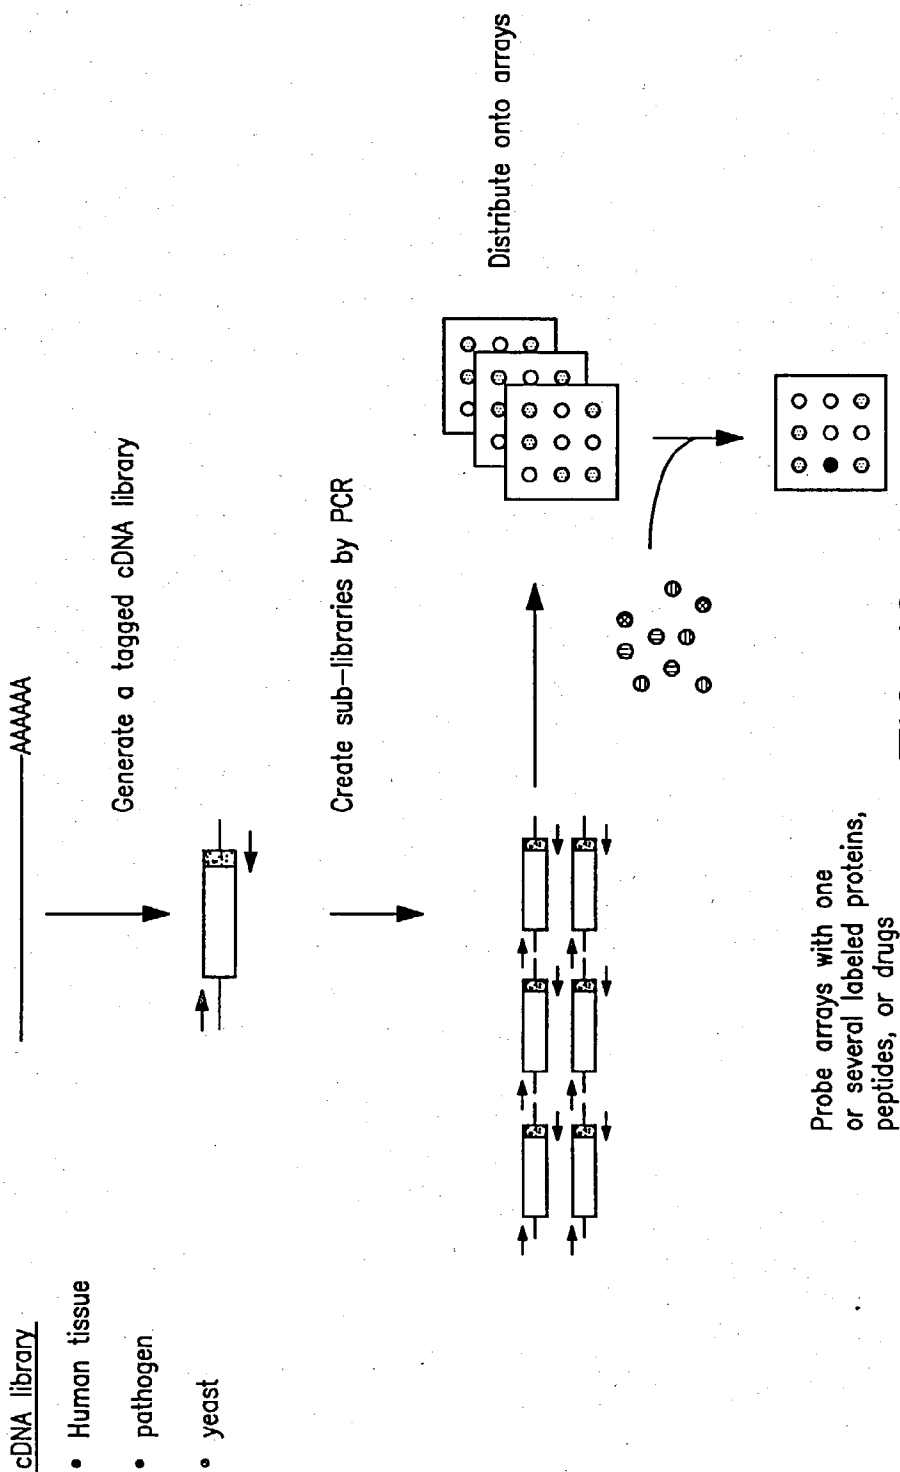 cDNA library
• Human tissue
• pathogen
• yeast
AAAAAA
Generate a tagged cDNA library
Create sub-libraries by PCR
Distribute onto arrays
Probe arrays with one
or several labeled proteins,
peptides, or drugs